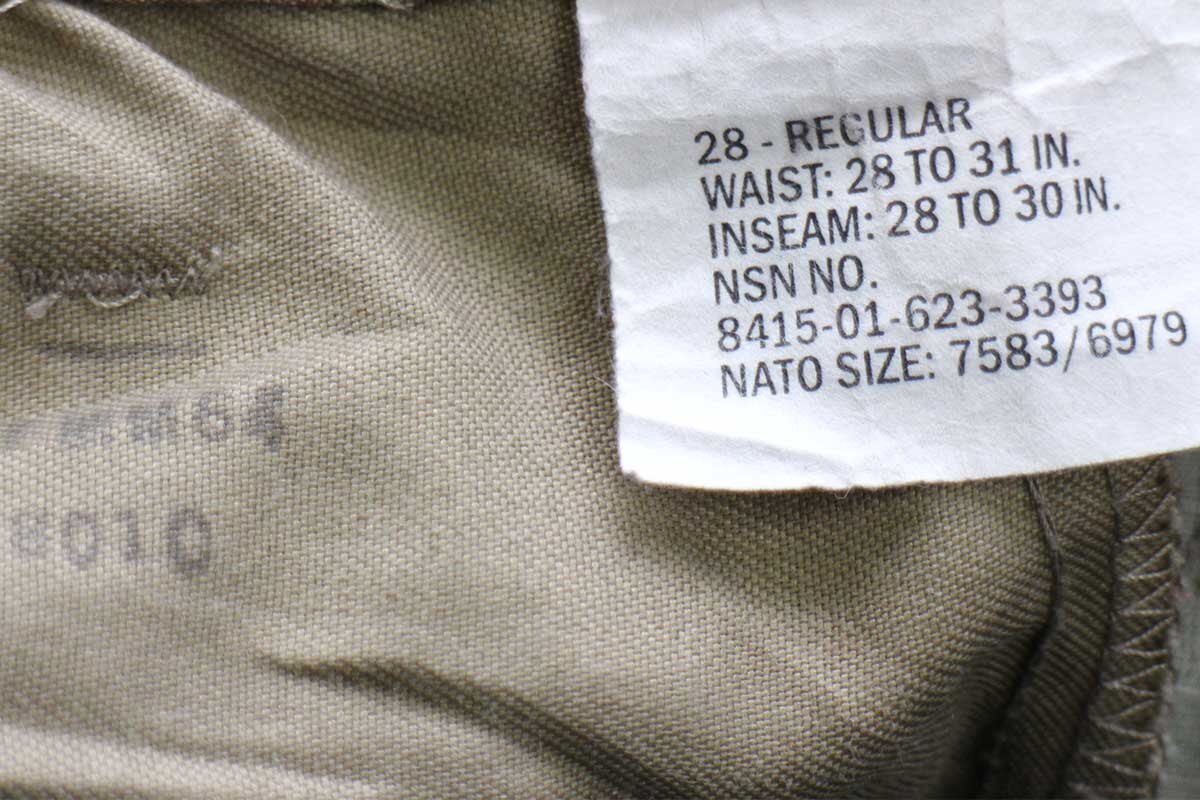 28 - REGULAR
WAIST: 28 TO 31 IN.
INSEAM: 28 TO 30 IN.
NSN NO.
8415-01-623-3393
NATO SIZE: 7583/6979
8010